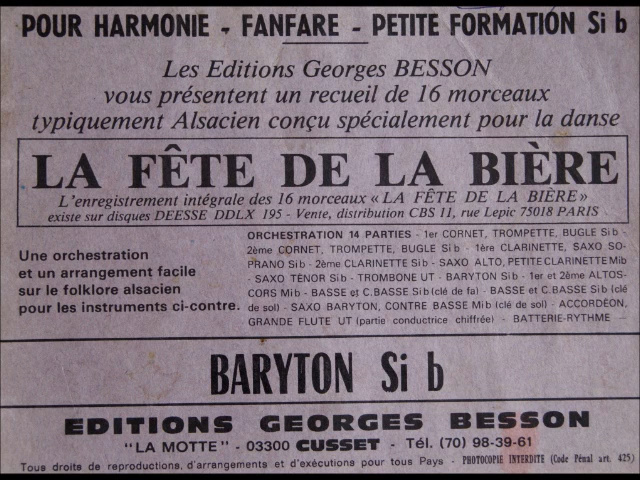 POUR HARMONIE - FANFARE - PETITE FORMATION Si b
Les Editions Georges BESSON
vous présentent un recueil de 16 morceaux
typiquement Alsacien conçu spécialement pour la danse
LA FÊTE DE LA BIÈRE
L'enregistrement intégrale des 16 morceaux « LA FÊTE DE LA BIÈRE »
existe sur disques DEESSE DDLX 195 - Vente, distribution CBS 11, rue Lepic 75018 PARIS
Une orchestration
et un arrangement facile
sur le folklore alsacien
pour les instruments ci-contre.
ORCHESTRATION 14 PARTIES - 1er CORNET, TROMPETTE, BUGLE Si b -
2ème CORNET, TROMPETTE, BUGLE Si b - 1ère CLARINETTE, SAXO SO-
PRANO Si b - 2ème CLARINETTE Si b - SAXO ALTO, PETITE CLARINETTE Mib
- SAXO TÉNOR Si b - TROMBONE UT - BARYTON Si b - 1er et 2ème ALTOS-
CORS Mi b - BASSE et C.BASSE Si b (clé de fa) - BASSE et C.BASSE Si b (clé
de sol) - SAXO BARYTON, CONTRE BASSE Mi b (clé de sol) - ACCORDÉON,
GRANDE FLUTE UT (partie conductrice chiffrée) - BATTERIE-RYTHME —
BARYTON Si b
EDITIONS GEORGES BESSON
"LA MOTTE" - 03300 CUSSET - Tél. (70) 98-39-61
Tous droits de reproductions, d'arrangements et d'exécutions pour tous Pays - PHOTOCOPIE INTERDITE (Code Pénal art. 425)